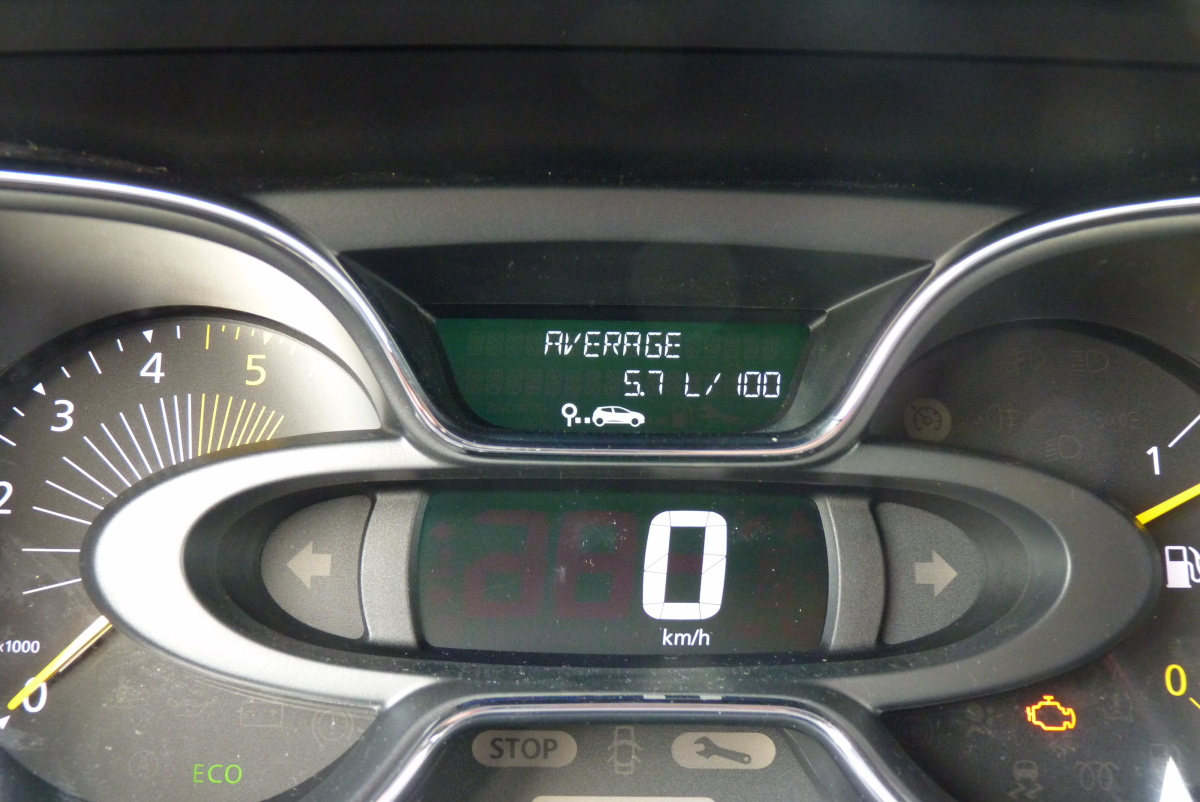 AVERAGE
5.7 L/100
4
5
3
2
1
0
km/h
x1000
0
0
STOP
ECO